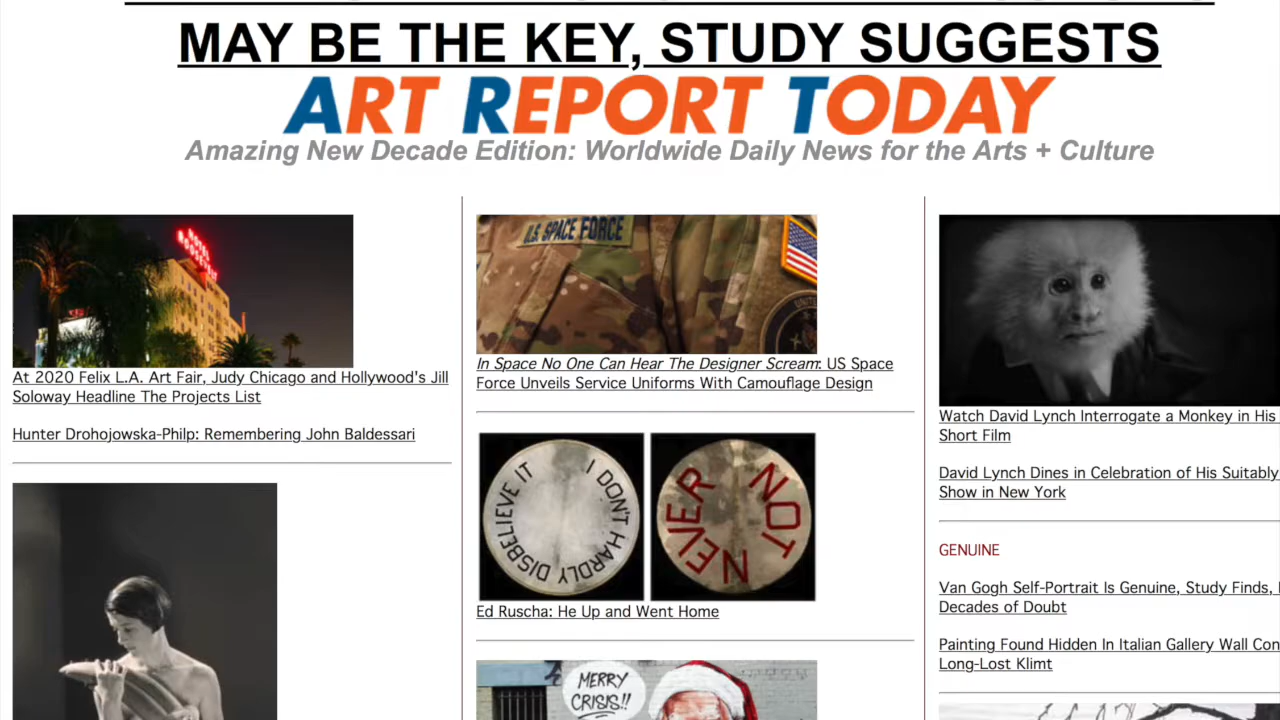 MAY BE THE KEY, STUDY SUGGESTS
ART REPORT TODAY
Amazing New Decade Edition: Worldwide Daily News for the Arts + Culture
HOTEL
ROOSEVELT
At 2020 Felix L.A. Art Fair, Judy Chicago and Hollywood's Jill
Soloway Headline The Projects List
Hunter Drohojowska-Philp: Remembering John Baldessari
U.S. SPACE FORCE
In Space No One Can Hear The Designer Scream: US Space
Force Unveils Service Uniforms With Camouflage Design
I DON'T HARDLY DISBELIEVE IT
NOT NEVER
Ed Ruscha: He Up and Went Home
MERRY
CRISIS!!
Watch David Lynch Interrogate a Monkey in His
Short Film
David Lynch Dines in Celebration of His Suitably
Show in New York
GENUINE
Van Gogh Self-Portrait Is Genuine, Study Finds,
Decades of Doubt
Painting Found Hidden In Italian Gallery Wall Con
Long-Lost Klimt